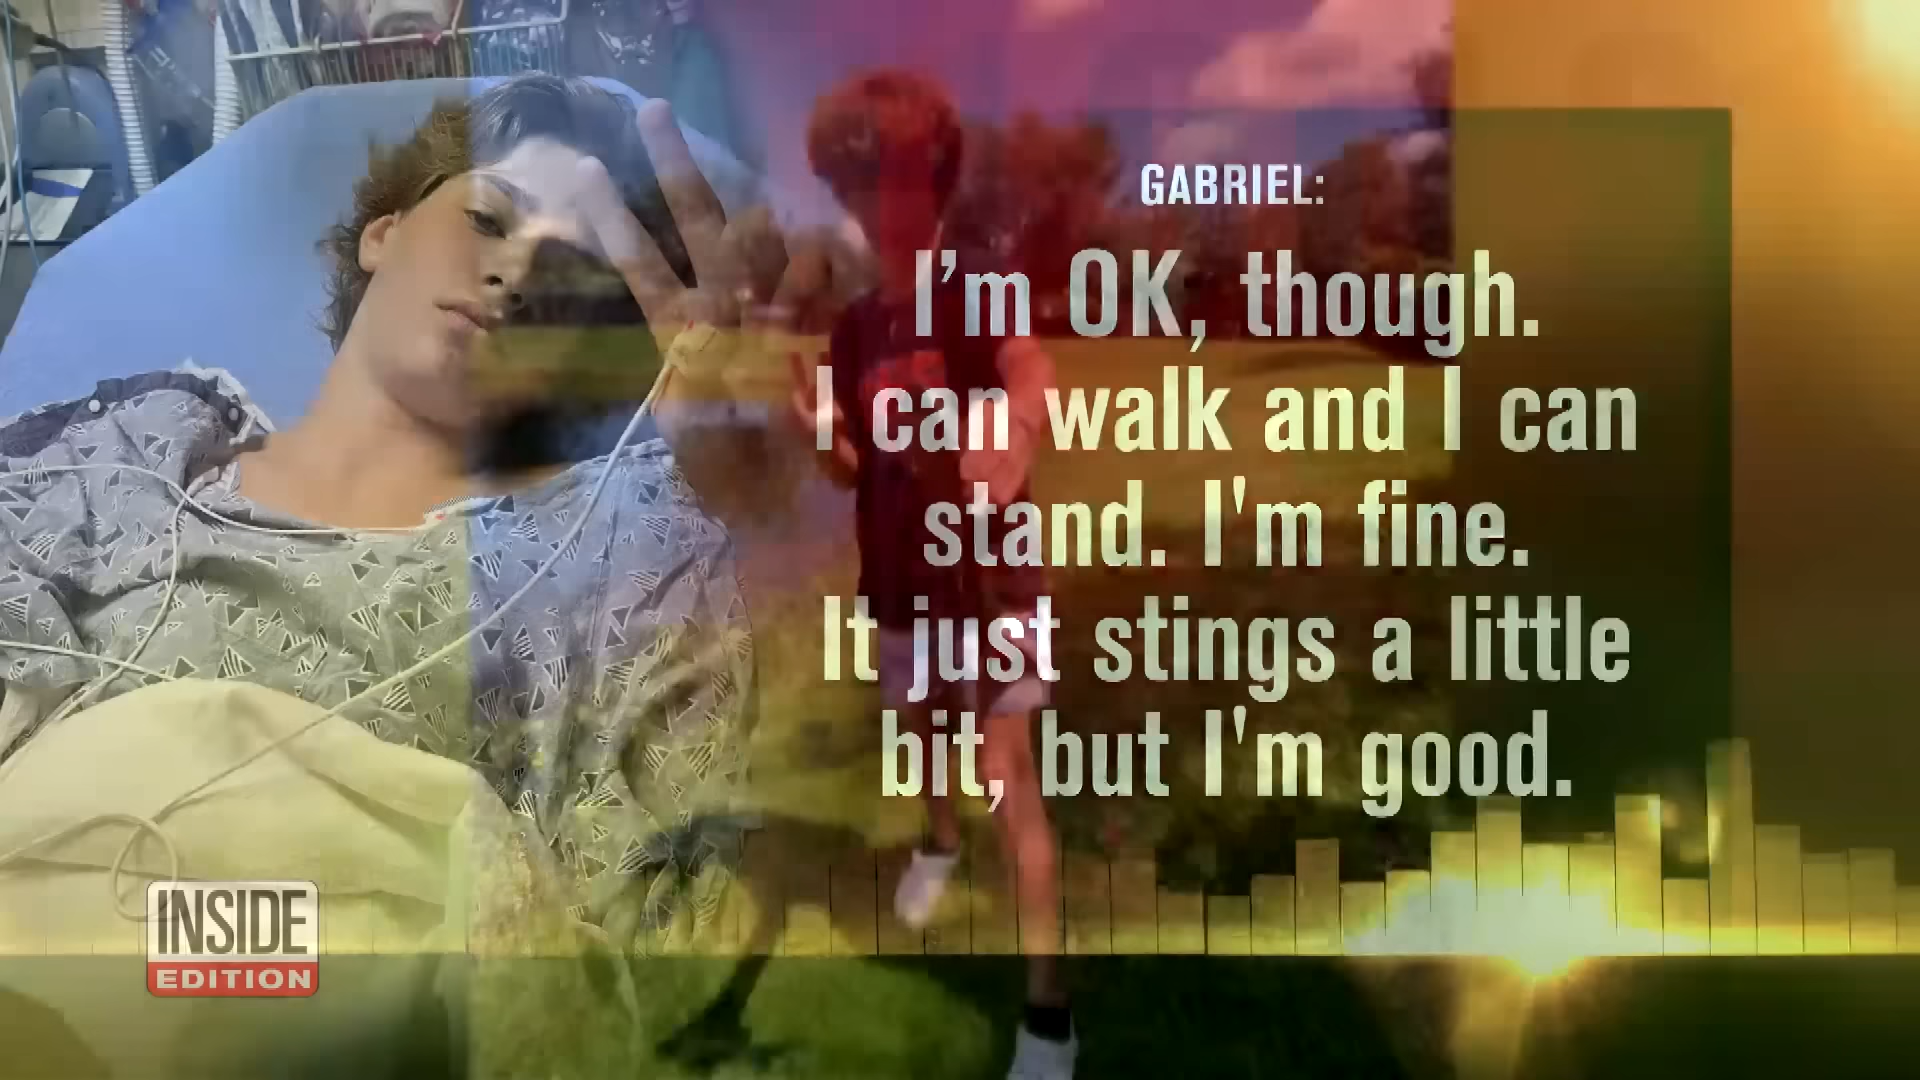 GABRIEL:
I’m OK, though.
I can walk and I can
stand. I'm fine.
It just stings a little
bit, but I'm good.
INSIDE
EDITION